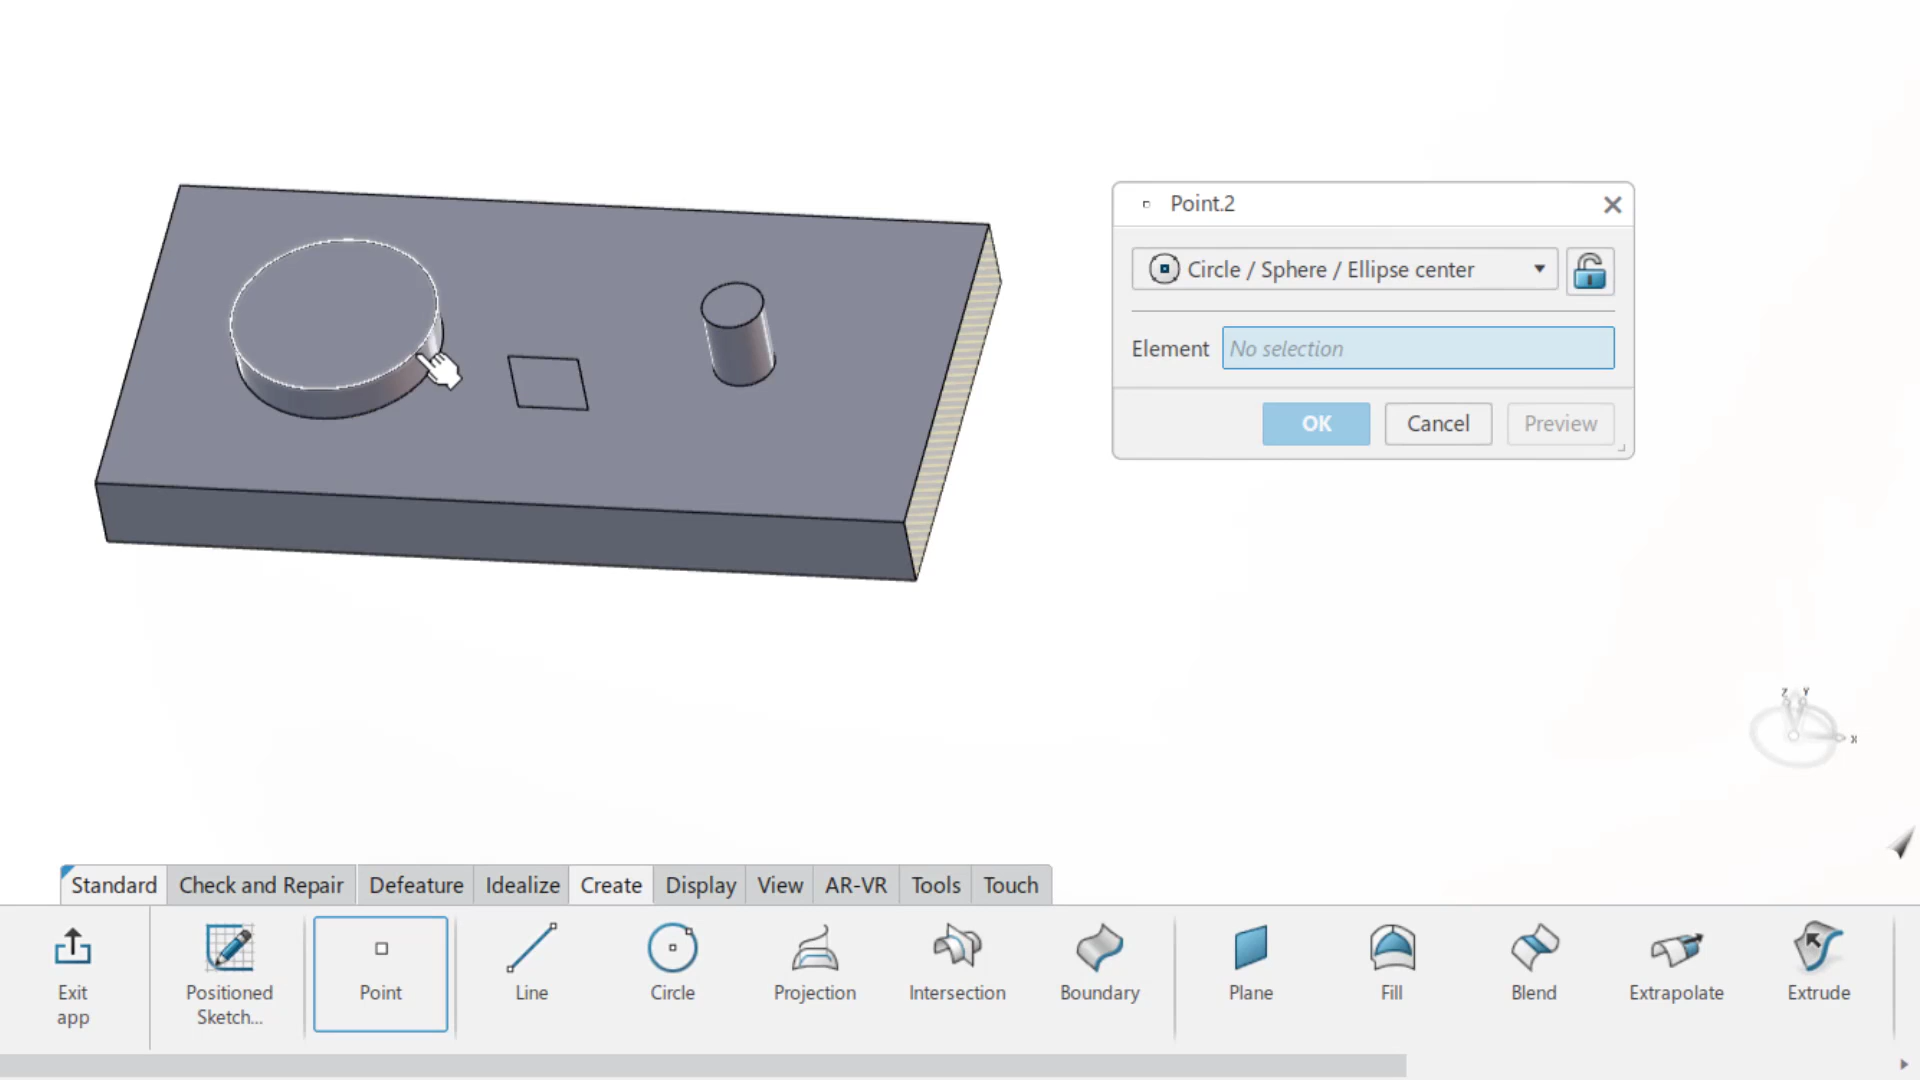 Point.2
Circle / Sphere / Ellipse center
Element No selection
OK Cancel Preview
Z Y
X
Standard Check and Repair Defeature Idealize Create Display View AR-VR Tools Touch
Exit app
Positioned Sketch...
Point
Line
Circle
Projection
Intersection
Boundary
Plane
Fill
Blend
Extrapolate
Extrude